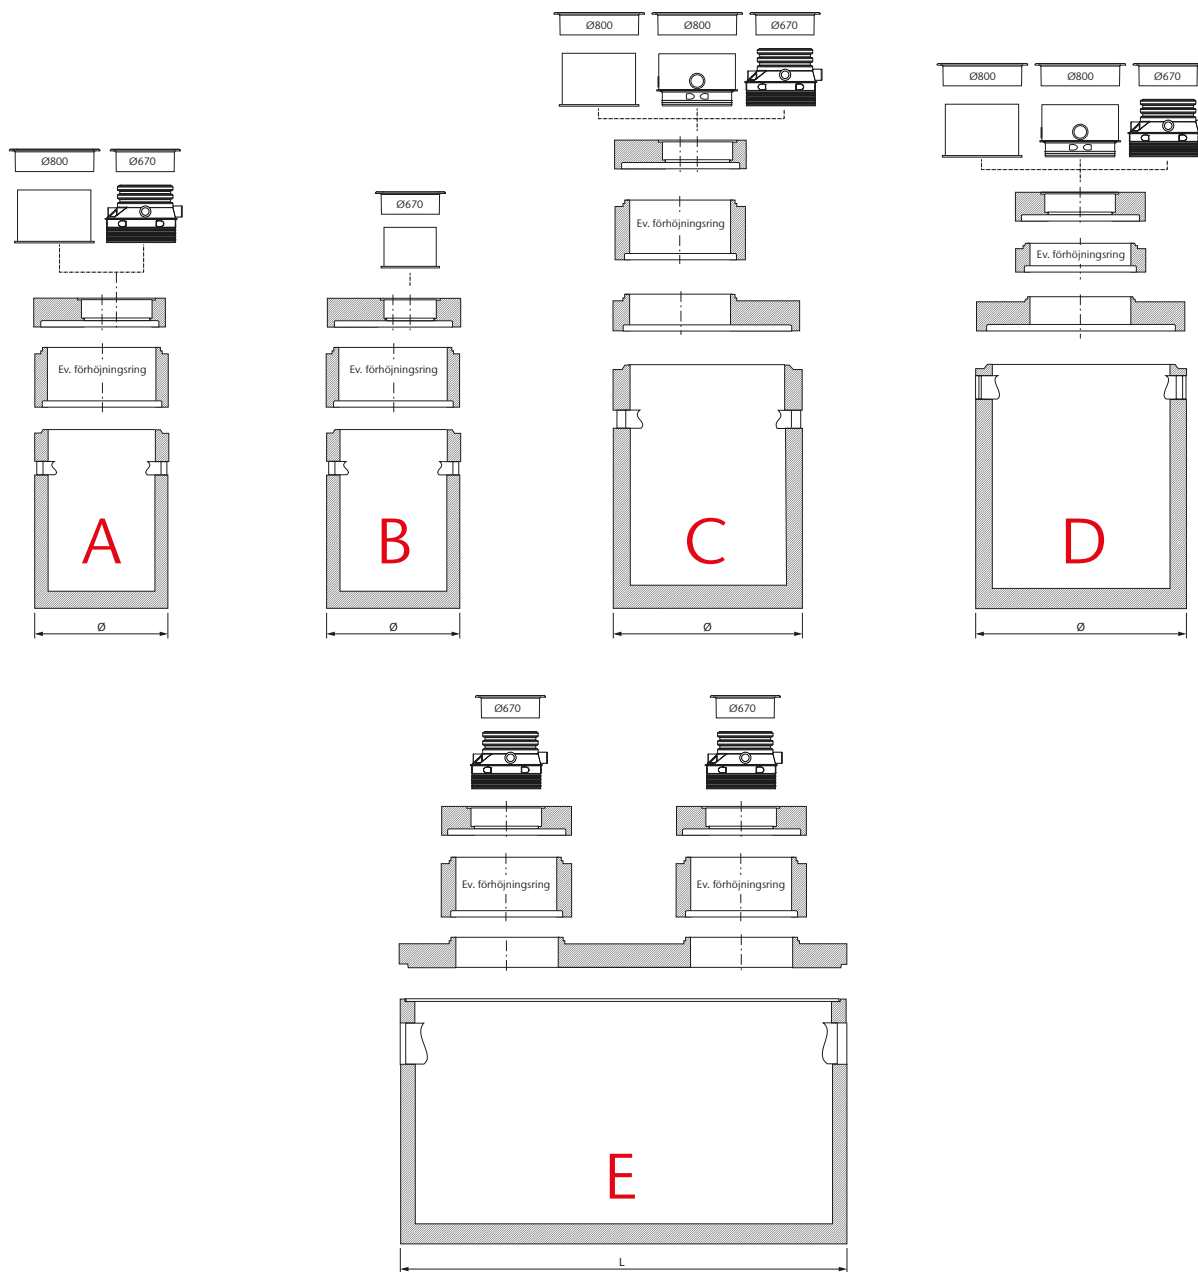 Ø800 Ø800 Ø670
Ø800 Ø800 Ø670
Ø800 Ø670
Ø670
Ev. förhöjningsring
Ev. förhöjningsring
Ev. förhöjningsring
Ev. förhöjningsring
A
B
C
D
Ø
Ø
Ø
Ø
Ø670
Ø670
Ev. förhöjningsring
Ev. förhöjningsring
E
L